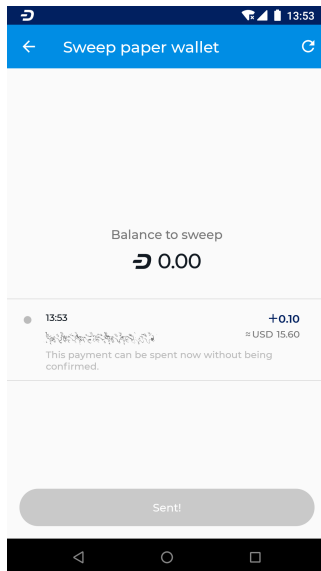 13:53
Sweep paper wallet
Balance to sweep
0.00
13:53
+0.10
≈ USD 15.60
This payment can be spent now without being
confirmed.
Sent!